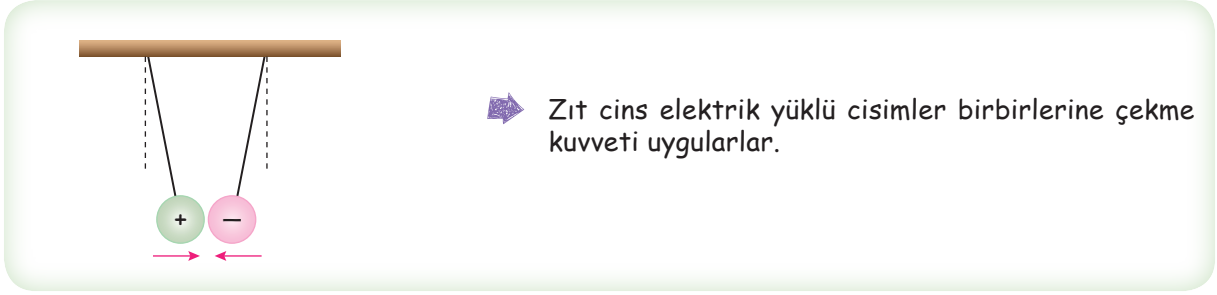 Zıt cins elektrik yüklü cisimler birbirlerine çekme
kuvveti uygularlar.
+ −